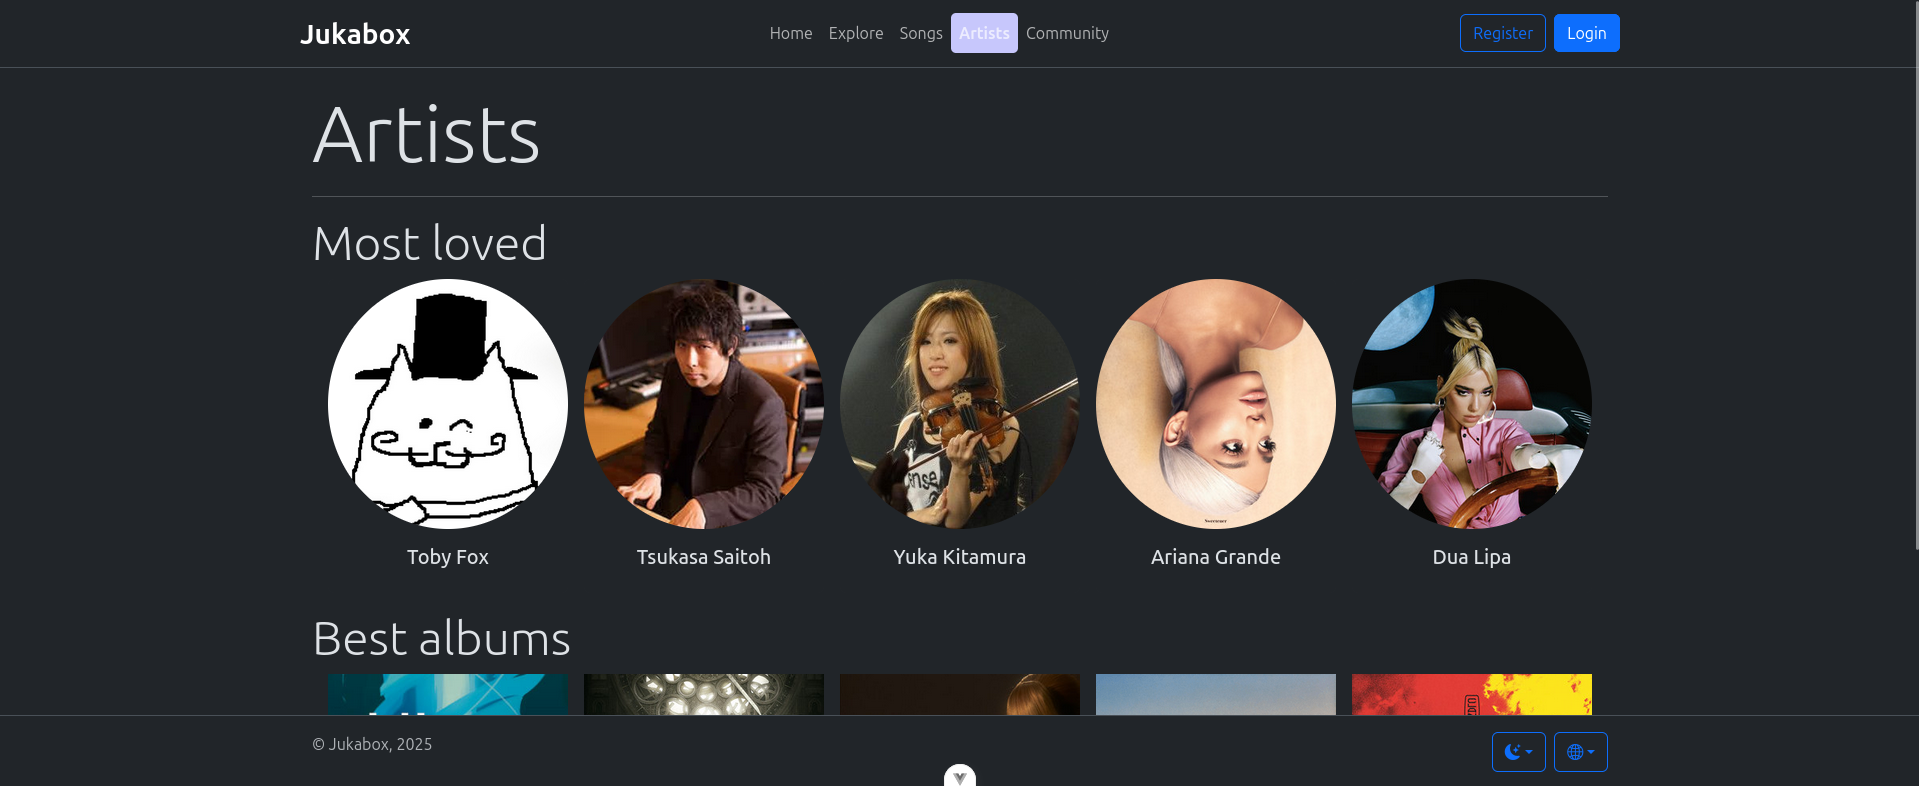 Jukabox
Home Explore Songs Artists Community
Register Login
Artists
Most loved
Toby Fox Tsukasa Saitoh Yuka Kitamura Ariana Grande Dua Lipa
Best albums
© Jukabox, 2025